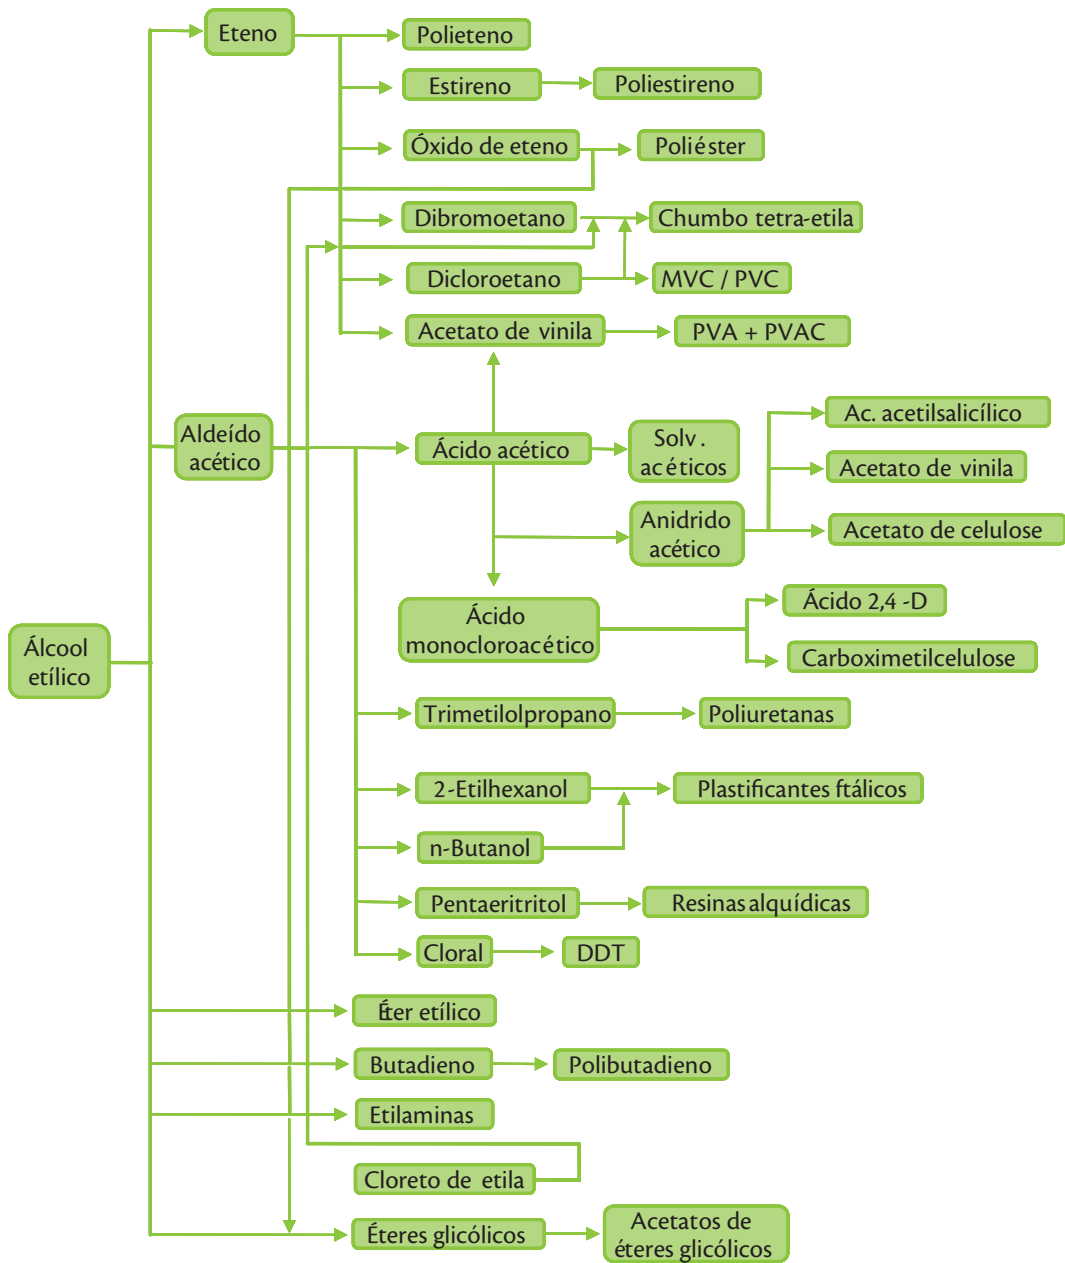 Eteno
Polieteno
Estireno
Poliestireno
Óxido de eteno
Poliéster
Dibromoetano
Chumbo tetra-etila
Dicloroetano
MVC / PVC
Acetato de vinila
PVA + PVAC
Aldeído
acético
Ácido acético
Solv.
acéticos
Ac. acetilsalicílico
Acetato de vinila
Anidrido
acético
Acetato de celulose
Álcool
etílico
Ácido
monocloroacético
Ácido 2,4 -D
Carboximetilcelulose
Trimetilolpropano
Poliuretanas
2-Etilhexanol
Plastificantes ftálicos
n-Butanol
Pentaeritritol
Resinas alquídicas
Cloral
DDT
Éter etílico
Butadieno
Polibutadieno
Etilaminas
Cloreto de etila
Éteres glicólicos
Acetatos de
éteres glicólicos